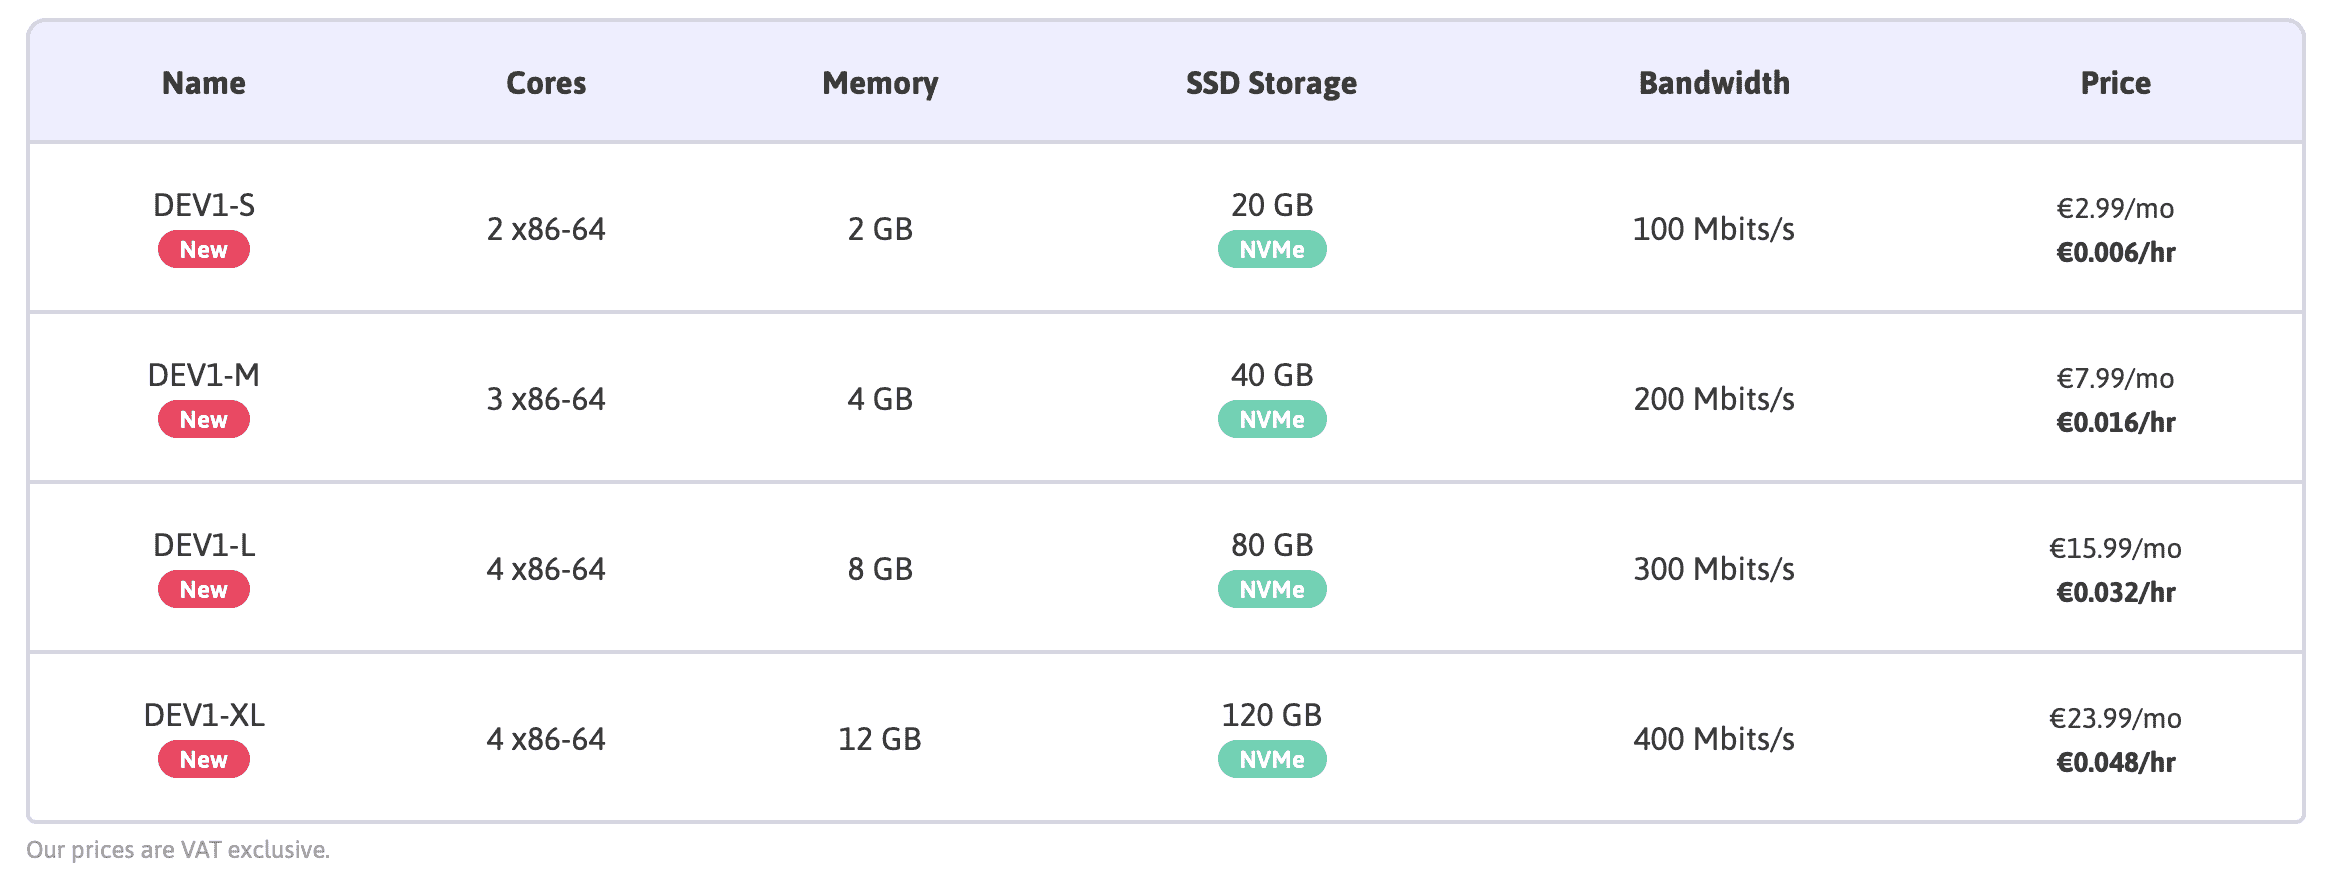 Name Cores Memory SSD Storage Bandwidth Price
DEV1-S
New
2 x86-64
2 GB
20 GB
NVMe
100 Mbits/s
€2.99/mo
€0.006/hr
DEV1-M
New
3 x86-64
4 GB
40 GB
NVMe
200 Mbits/s
€7.99/mo
€0.016/hr
DEV1-L
New
4 x86-64
8 GB
80 GB
NVMe
300 Mbits/s
€15.99/mo
€0.032/hr
DEV1-XL
New
4 x86-64
12 GB
120 GB
NVMe
400 Mbits/s
€23.99/mo
€0.048/hr
Our prices are VAT exclusive.